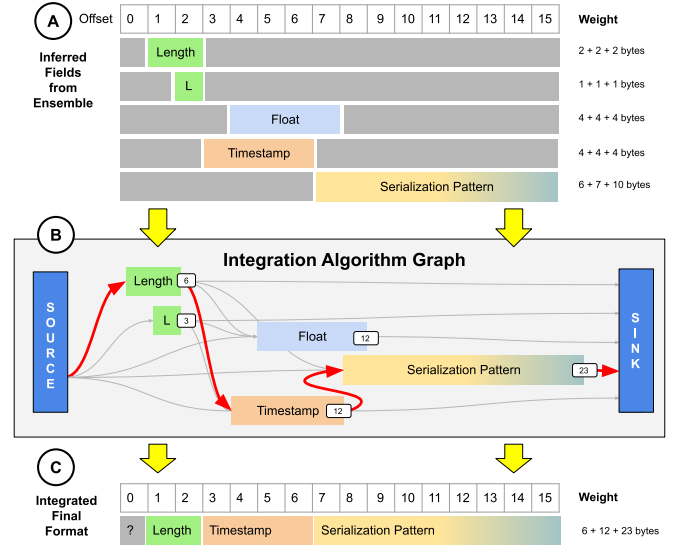 A
Offset 0 1 2 3 4 5 6 7 8 9 10 11 12 13 14 15 Weight
Inferred
Fields
from
Ensemble
Length 2 + 2 + 2 bytes
L 1 + 1 + 1 bytes
Float 4 + 4 + 4 bytes
Timestamp 4 + 4 + 4 bytes
Serialization Pattern 6 + 7 + 10 bytes
B
Integration Algorithm Graph
SOURCE
Length 6
L 3
Float 12
Serialization Pattern 23
Timestamp 12
SINK
C
Integrated
Final
Format
0 1 2 3 4 5 6 7 8 9 10 11 12 13 14 15 Weight
? Length Timestamp Serialization Pattern 6 + 12 + 23 bytes